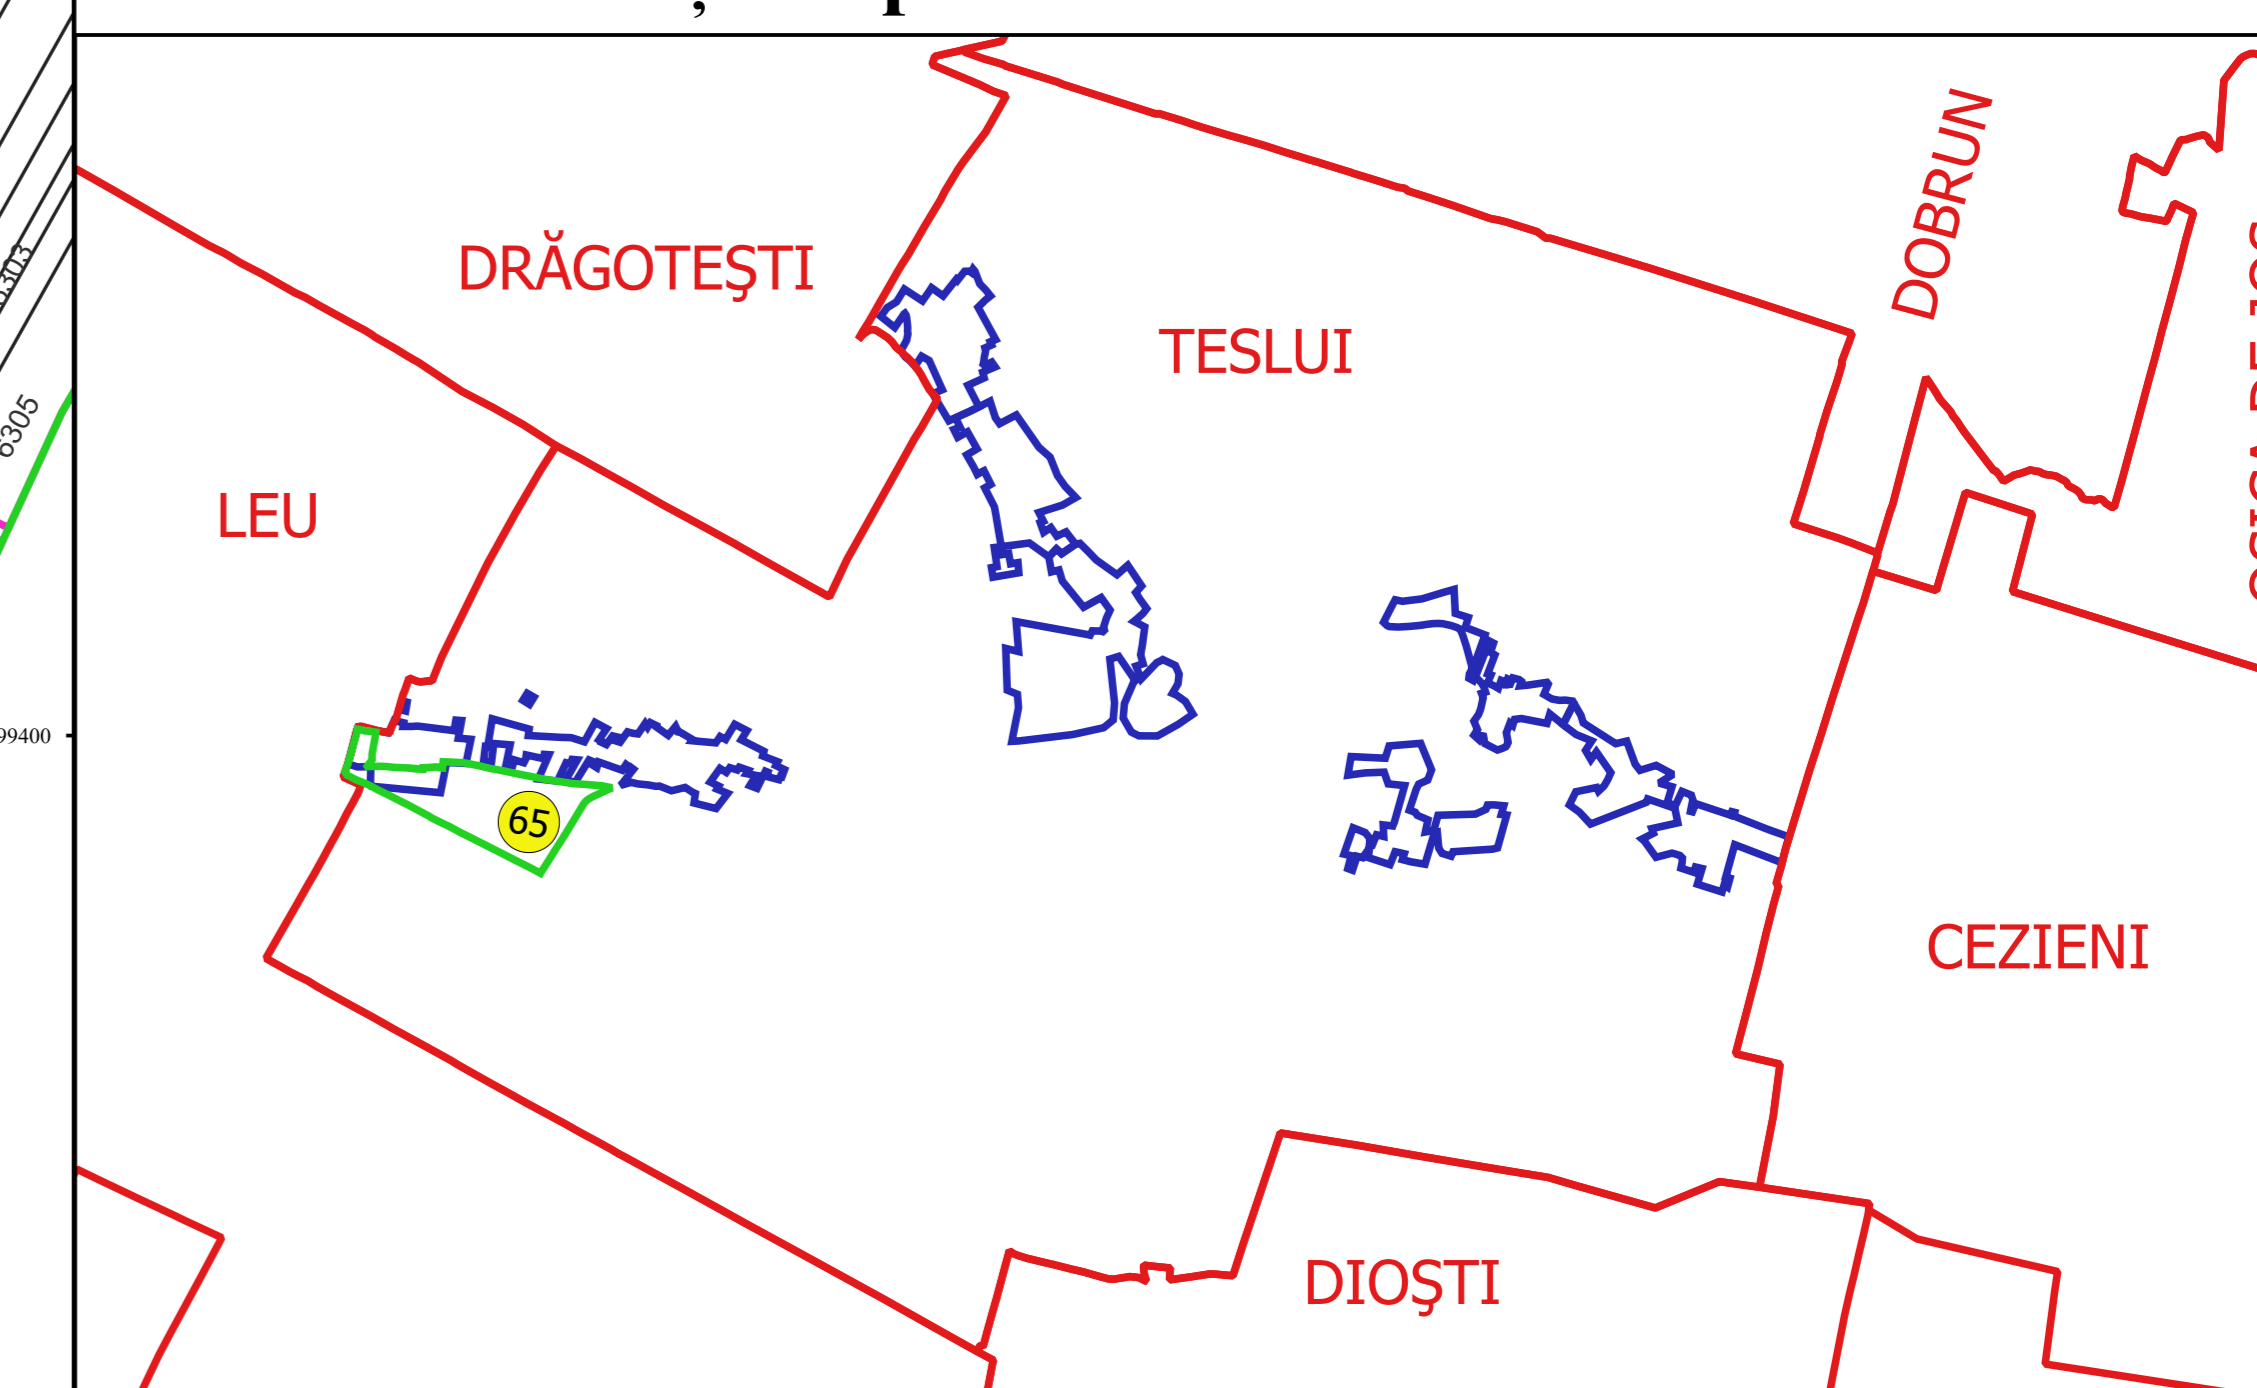 DOBRUN
DRĂGOTEŞTI
TESLUI
6305
LEU
99400
65
CEZIENI
DIOŞTI